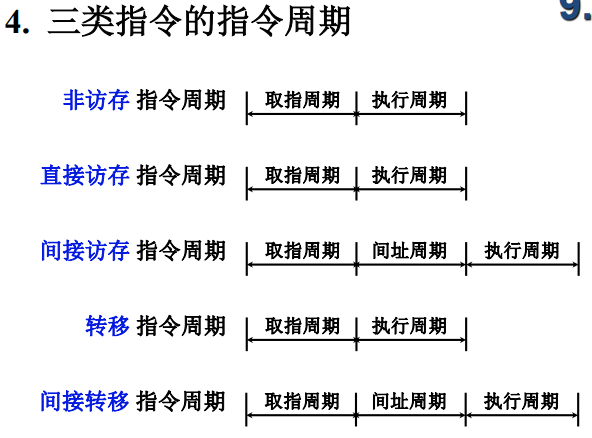 4. 三类指令的指令周期
9.
非访存 指令周期 取指周期 执行周期
直接访存 指令周期 取指周期 执行周期
间接访存 指令周期 取指周期 间址周期 执行周期
转移 指令周期 取指周期 执行周期
间接转移 指令周期 取指周期 间址周期 执行周期